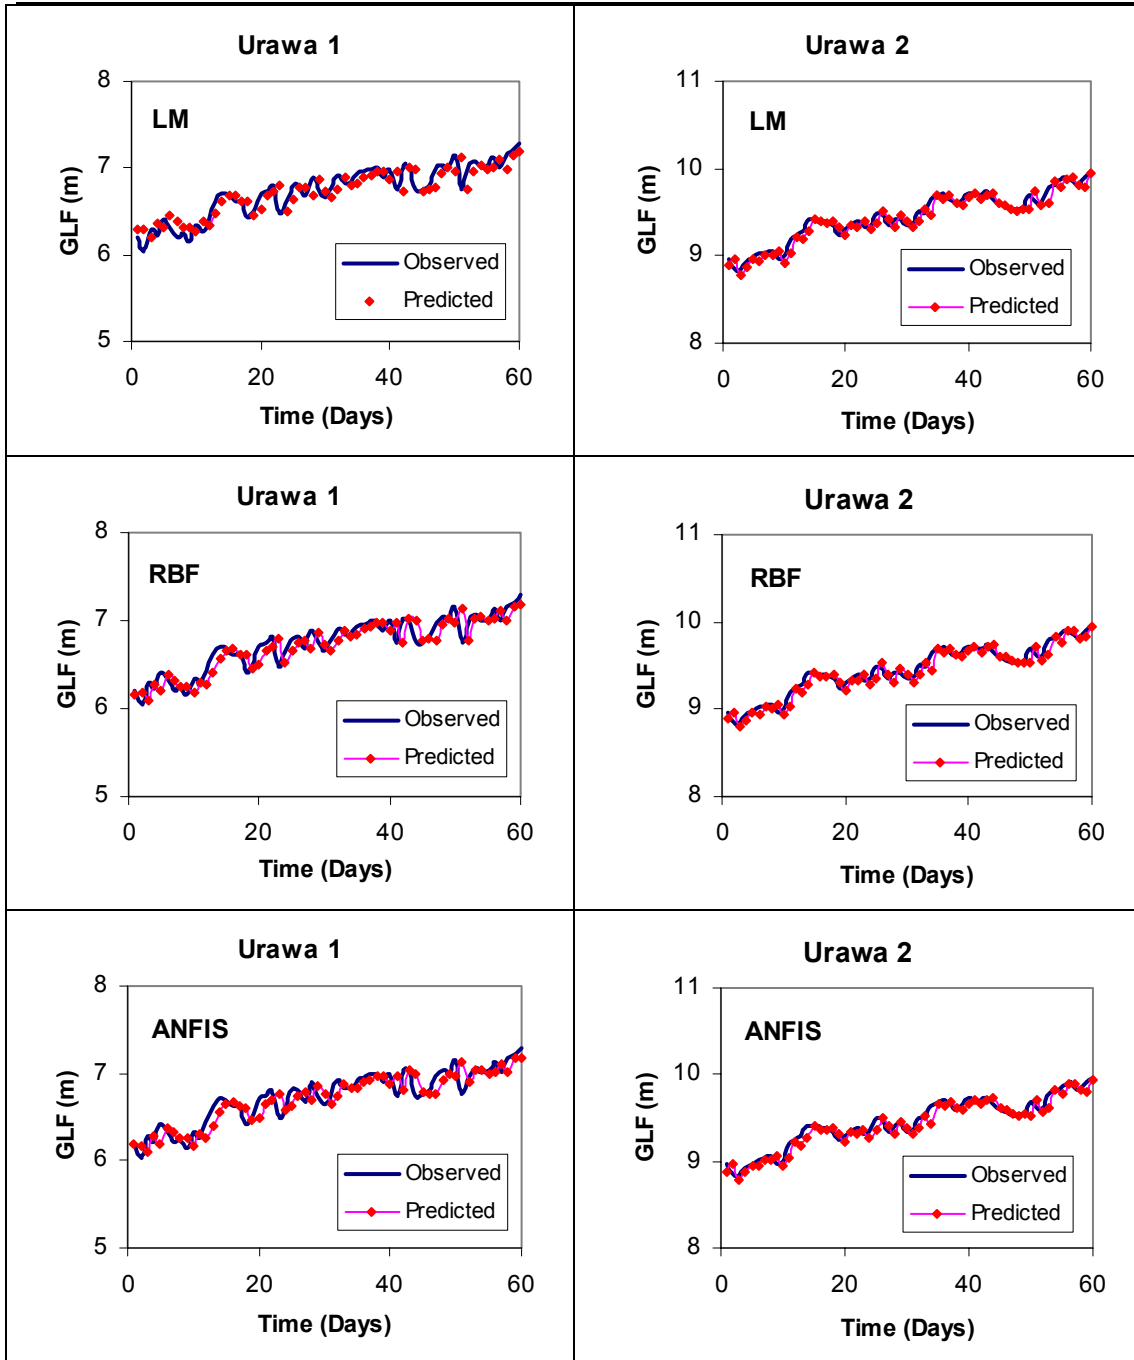 Urawa 1
8
7
6
5
GLF (m)
LM
Observed
Predicted
0 20 40 60
Time (Days)
Urawa 2
11
10
9
8
GLF (m)
LM
Observed
Predicted
0 20 40 60
Time (Days)
Urawa 1
8
7
6
5
GLF (m)
RBF
Observed
Predicted
0 20 40 60
Time (Days)
Urawa 2
11
10
9
8
GLF (m)
RBF
Observed
Predicted
0 20 40 60
Time (Days)
Urawa 1
8
7
6
5
GLF (m)
ANFIS
Observed
Predicted
0 20 40 60
Time (Days)
Urawa 2
11
10
9
8
GLF (m)
ANFIS
Observed
Predicted
0 20 40 60
Time (Days)